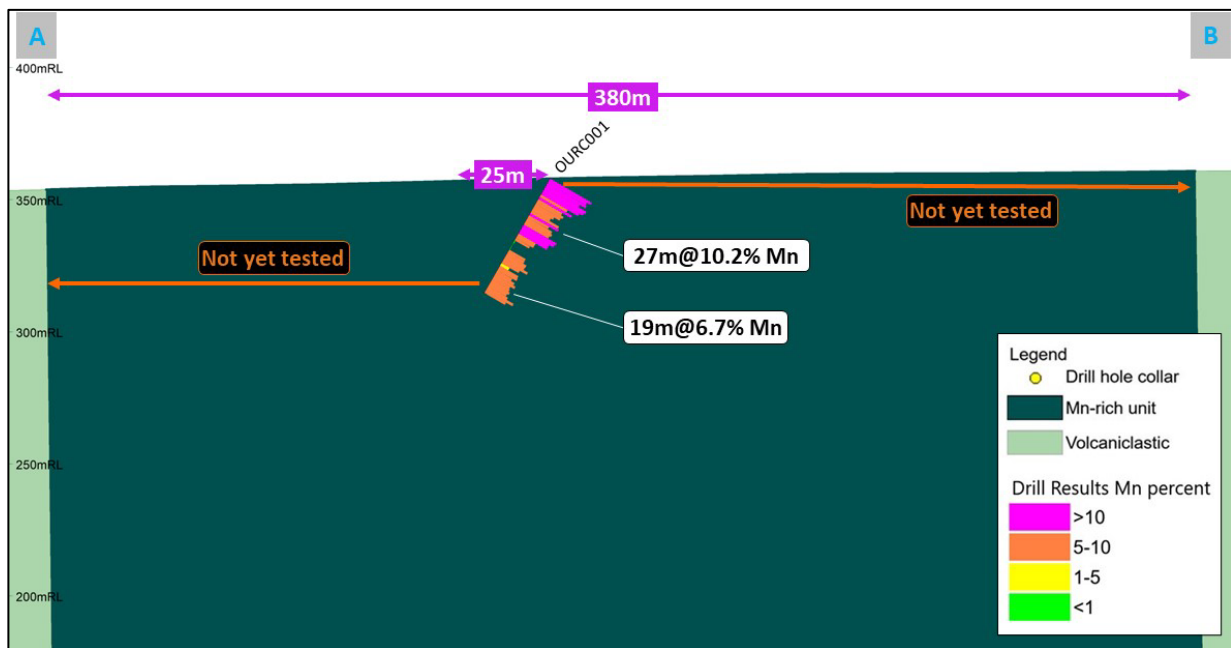 A
B
400mRL
380m
OURC001
25m
350mRL
Not yet tested
Not yet tested
27m@10.2% Mn
300mRL
19m@6.7% Mn
250mRL
200mRL
Legend
Drill hole collar
Mn-rich unit
Volcaniclastic
Drill Results Mn percent
>10
5-10
1-5
<1